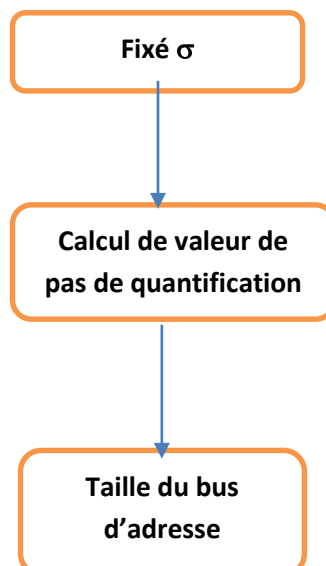 Fixé σ
Calcul de valeur de
pas de quantification
Taille du bus
d’adresse